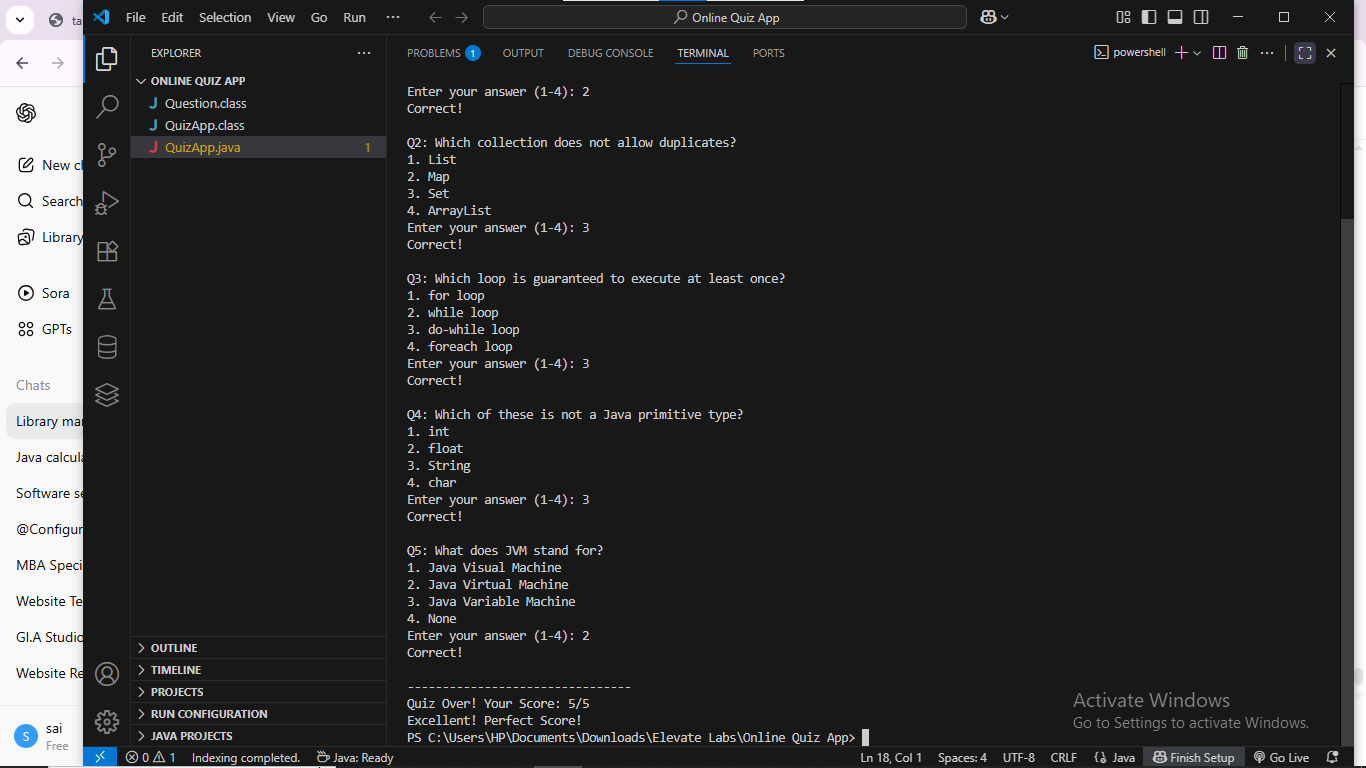 ta
File Edit Selection View Go Run ···
Online Quiz App
New c
Search
Library
Sora
GPTs
Chats
Library ma
Java calcul
Software se
@Configur
MBA Speci
Website Te
GI.A Studio
Website Re
S
sai
Free
EXPLORER
ONLINE QUIZ APP
J Question.class
J QuizApp.class
J QuizApp.java 1
OUTLINE
TIMELINE
PROJECTS
RUN CONFIGURATION
JAVA PROJECTS
PROBLEMS 1 OUTPUT DEBUG CONSOLE TERMINAL PORTS
powershell
Enter your answer (1-4): 2
Correct!
Q2: Which collection does not allow duplicates?
1. List
2. Map
3. Set
4. ArrayList
Enter your answer (1-4): 3
Correct!
Q3: Which loop is guaranteed to execute at least once?
1. for loop
2. while loop
3. do-while loop
4. foreach loop
Enter your answer (1-4): 3
Correct!
Q4: Which of these is not a Java primitive type?
1. int
2. float
3. String
4. char
Enter your answer (1-4): 3
Correct!
Q5: What does JVM stand for?
1. Java Visual Machine
2. Java Virtual Machine
3. Java Variable Machine
4. None
Enter your answer (1-4): 2
Correct!
--------------------------------
Quiz Over! Your Score: 5/5
Excellent! Perfect Score!
PS C:\Users\HP\Documents\Downloads\Elevate Labs\Online Quiz App>
Activate Windows
Go to Settings to activate Windows.
0 1 Indexing completed. Java: Ready
Ln 18, Col 1 Spaces: 4 UTF-8 CRLF {} Java Finish Setup Go Live